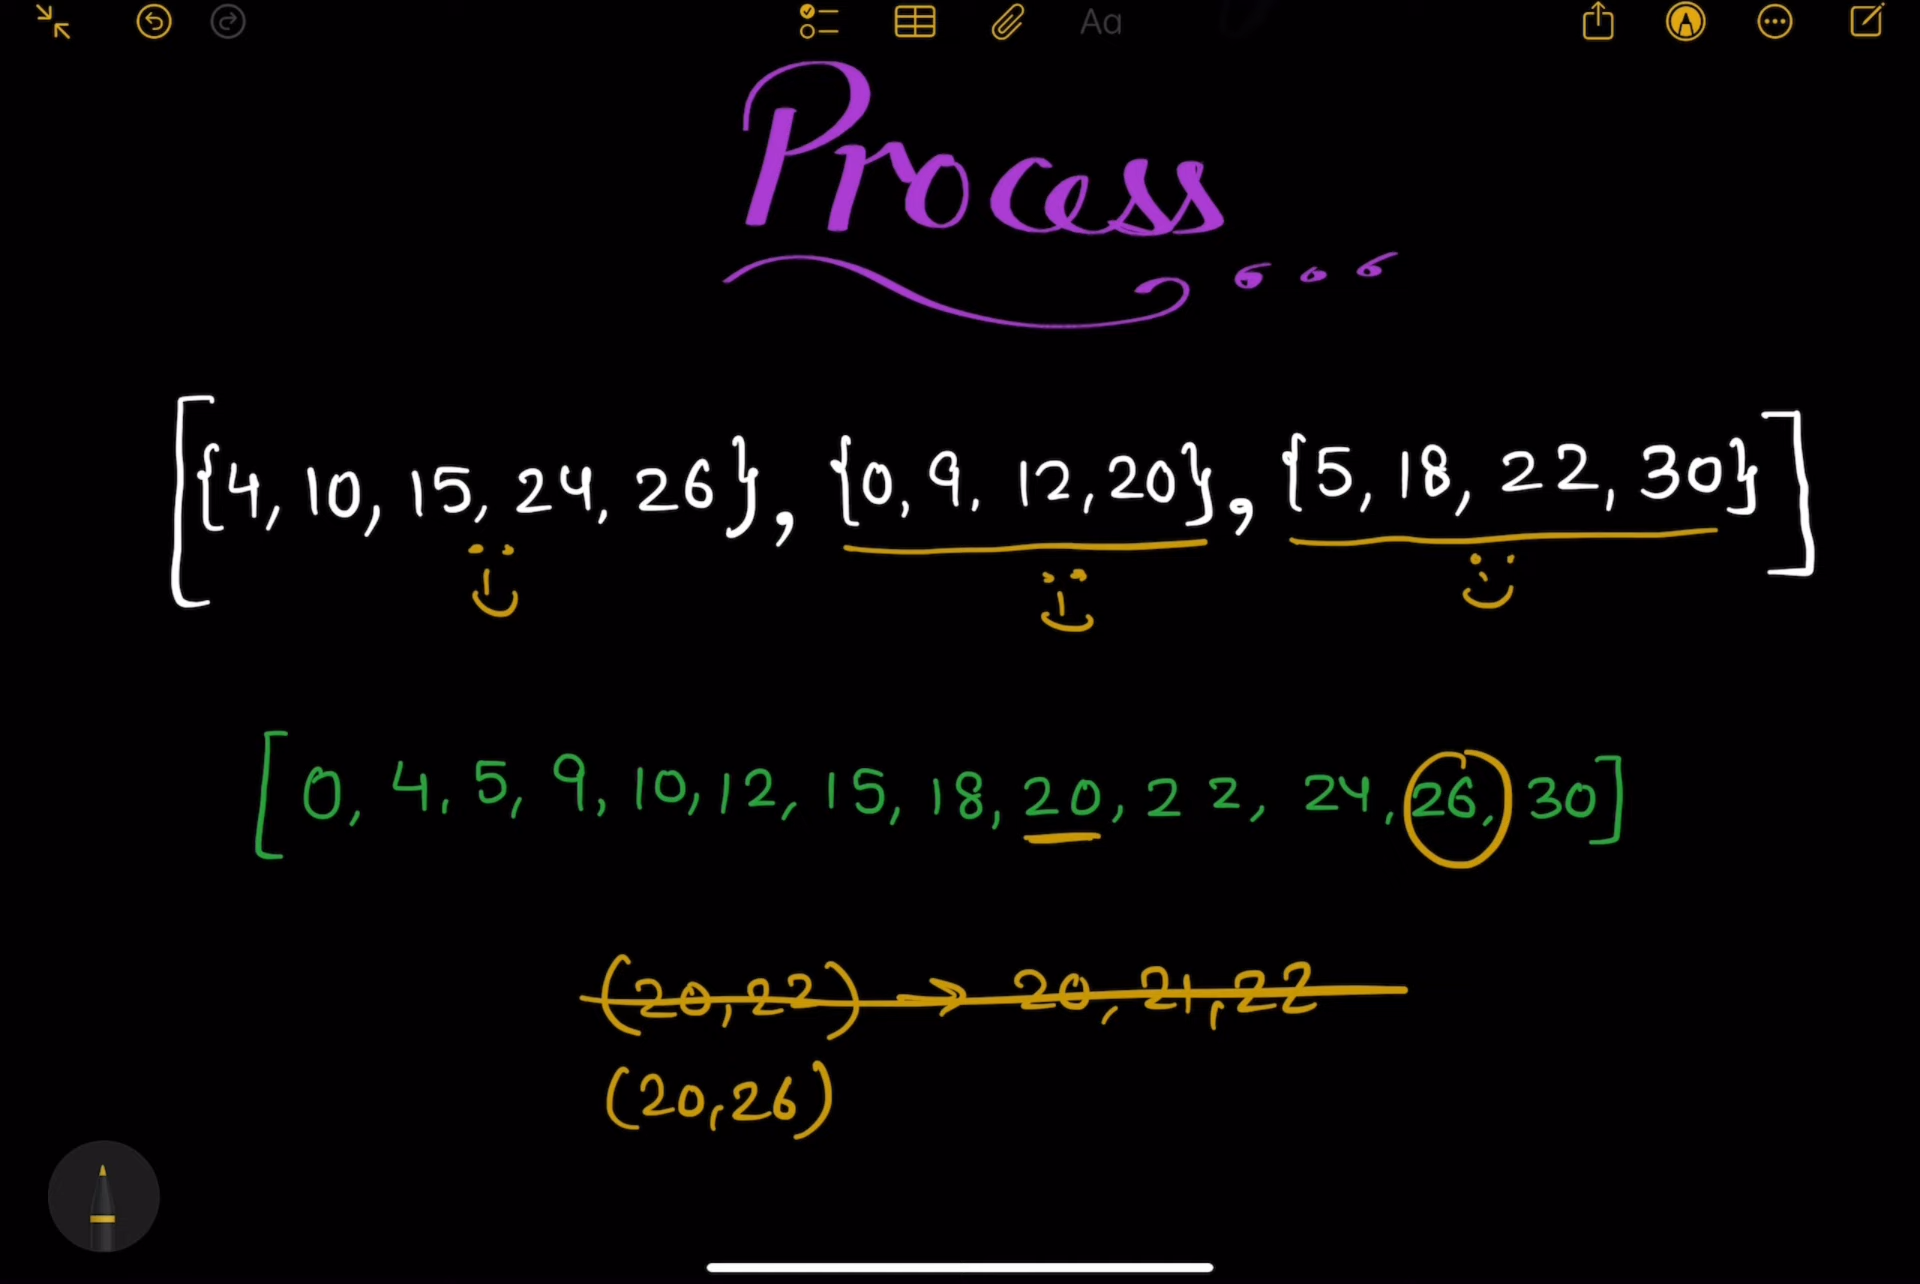 Aa
Process...
[{4, 10, 15, 24, 26}, {0, 9, 12, 20}, {5, 18, 22, 30}]
[0, 4, 5, 9, 10, 12, 15, 18, 20, 22, 24, 26, 30]
(20,22) → 20, 21, 22
(20,26)